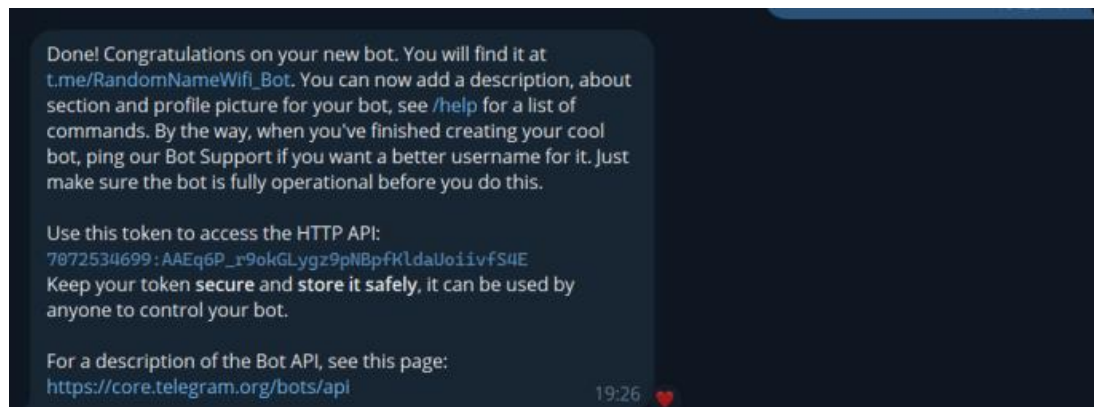 Done! Congratulations on your new bot. You will find it at
t.me/RandomNameWifi_Bot. You can now add a description, about
section and profile picture for your bot, see /help for a list of
commands. By the way, when you've finished creating your cool
bot, ping our Bot Support if you want a better username for it. Just
make sure the bot is fully operational before you do this.
Use this token to access the HTTP API:
7072534699:AAEq6P_r9okGLygz9pNBpfKldaUoiivfS4E
Keep your token secure and store it safely, it can be used by
anyone to control your bot.
For a description of the Bot API, see this page:
https://core.telegram.org/bots/api
19:26